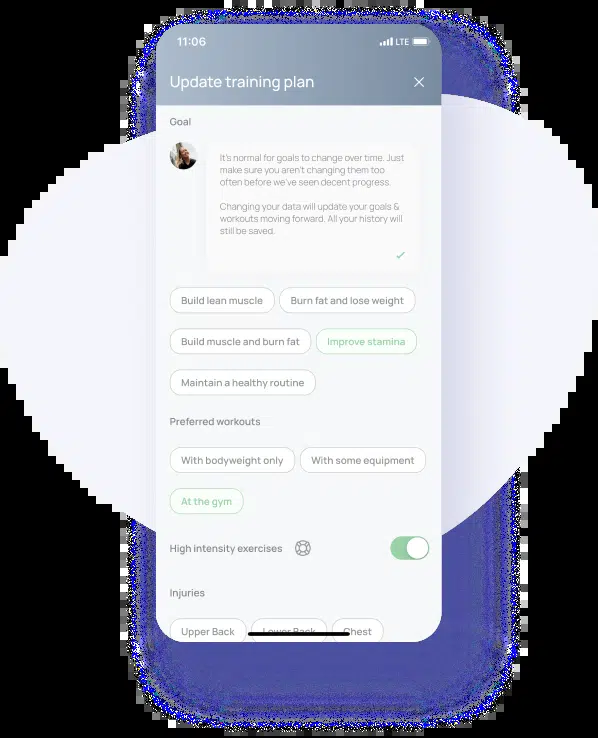 11:06 LTE
Update training plan
Goal
It's normal for goals to change over time. Just
make sure you aren't changing them too
often before we've seen decent progress.
Changing your data will update your goals &
workouts moving forward. All your history will
still be saved.
Build lean muscle Burn fat and lose weight
Build muscle and burn fat Improve stamina
Maintain a healthy routine
Preferred workouts
With bodyweight only With some equipment
At the gym
High intensity exercises
Injuries
Upper Back Lower Back Chest